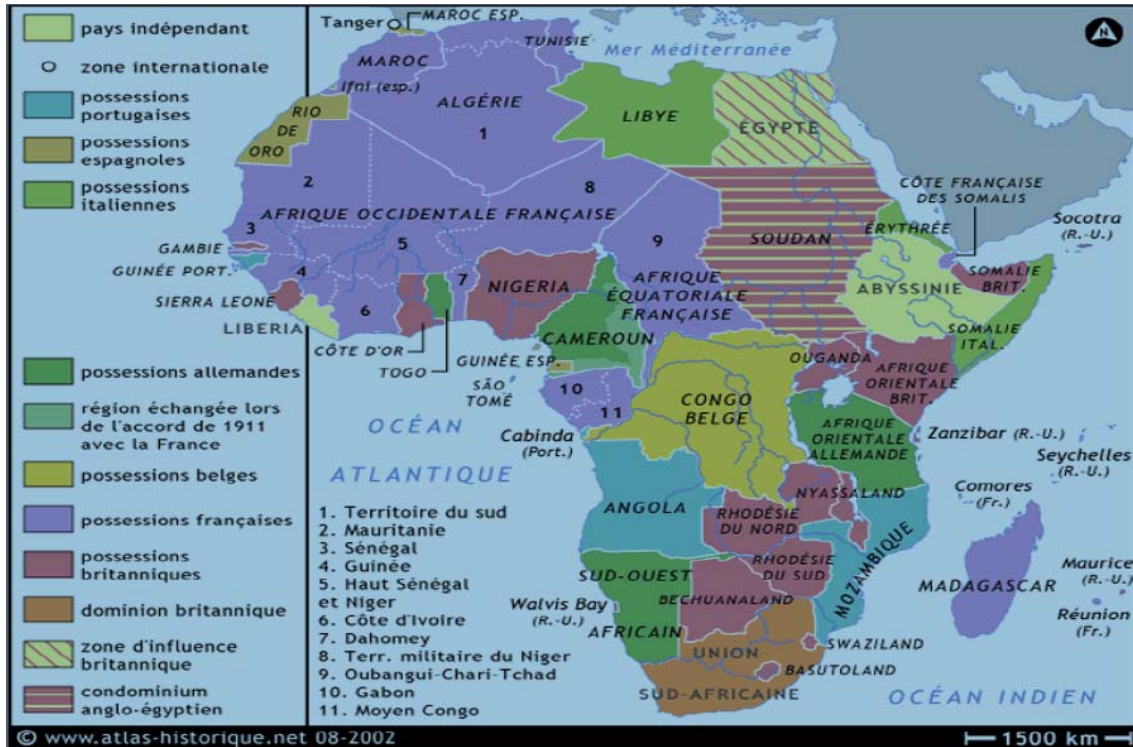 pays indépendant
zone internationale
possessions
portugaises
possessions
espagnoles
possessions
italiennes
possessions allemandes
région échangée lors
de l'accord de 1911
avec la France
possessions belges
possessions françaises
possessions
britanniques
dominion britannique
zone d'influence
britannique
condominium
anglo-égyptien
Tanger
MAROC ESP.
TUNISIE
Mer Méditerranée
N
MAROC
Ifni (esp.)
ALGÉRIE
1
LIBYE
ÉGYPTE
RIO
DE
ORO
2
8
AFRIQUE OCCIDENTALE FRANÇAISE
CÔTE FRANÇAISE
DES SOMALIS
Socotra
(R.-U.)
3
5
9
SOUDAN
ÉRYTHRÉE
GAMBIE
GUINÉE PORT.
4
7
NIGERIA
AFRIQUE
ÉQUATORIALE
FRANÇAISE
SOMALIE
BRIT.
ABYSSINIE
SIERRA LEONE
6
LIBERIA
CAMEROUN
SOMALIE
ITAL.
CÔTE D'OR
TOGO
GUINÉE ESP.
SÃO
TOMÉ
OUGANDA
AFRIQUE
ORIENTALE
BRIT.
10
11
CONGO
BELGE
OCÉAN
ATLANTIQUE
Cabinda
(Port.)
AFRIQUE
ORIENTALE
ALLEMANDE
Zanzibar (R.-U.)
Seychelles
(R.-U.)
Comores
(Fr.)
ANGOLA
NYASSALAND
RHODÉSIE
DU NORD
RHODÉSIE
DU SUD
MOZAMBIQUE
MADAGASCAR
Maurice
(R.-U.)
Réunion
(Fr.)
SUD-OUEST
AFRICAIN
BECHUANALAND
Walvis Bay
(R.-U.)
SWAZILAND
UNION
SUD-AFRICAINE
BASUTOLAND
OCÉAN INDIEN
1. Territoire du sud
2. Mauritanie
3. Sénégal
4. Guinée
5. Haut Sénégal
et Niger
6. Côte d'Ivoire
7. Dahomey
8. Terr. militaire du Niger
9. Oubangui-Chari-Tchad
10. Gabon
11. Moyen Congo
© www.atlas-historique.net 08-2002
1500 km